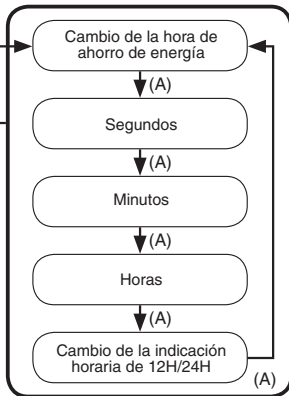 Cambio de la hora de
ahorro de energía
(A)
Segundos
(A)
Minutos
(A)
Horas
(A)
Cambio de la indicación
horaria de 12H/24H
(A)